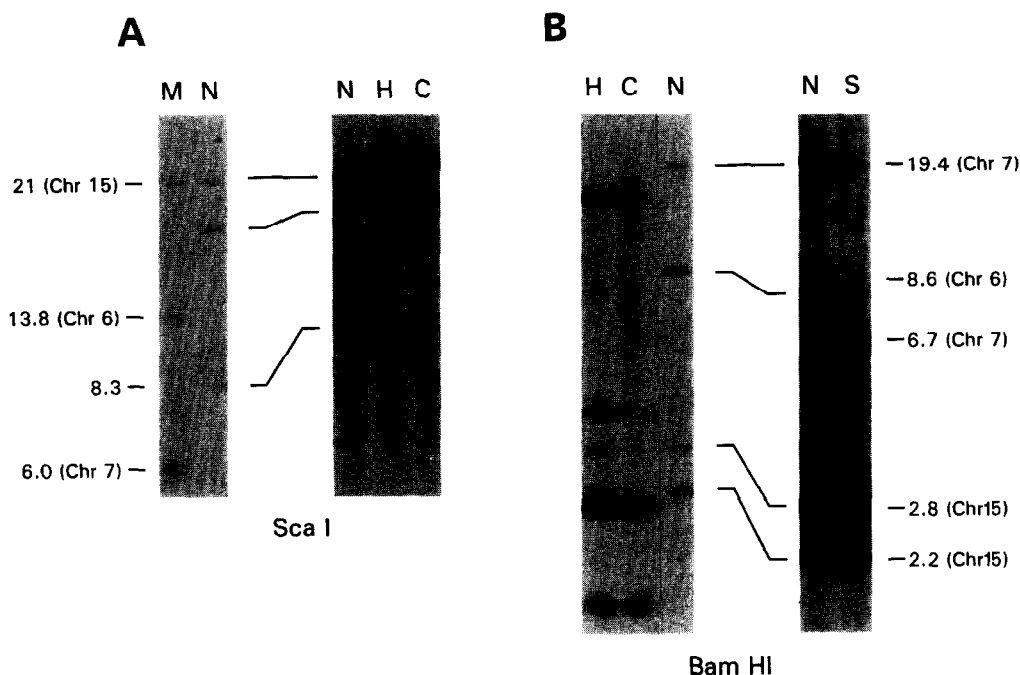 A
M N
N H C
21 (Chr 15)
13.8 (Chr 6)
8.3
6.0 (Chr 7)
Sca I
B
H C N
N S
19.4 (Chr 7)
8.6 (Chr 6)
6.7 (Chr 7)
2.8 (Chr15)
2.2 (Chr15)
Bam HI